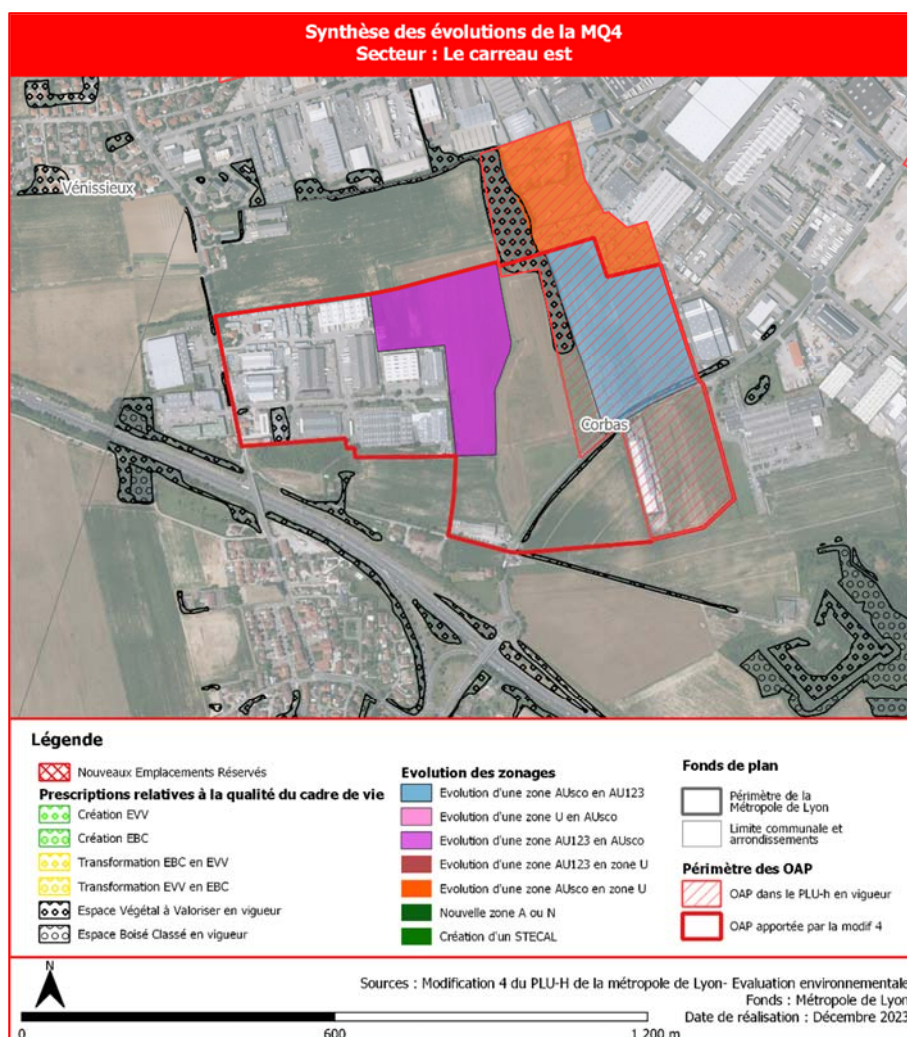 Synthèse des évolutions de la MQ4
Secteur : Le carreau est
Vénissieux
Corbas
Légende
Nouveaux Emplacements Réservés
Prescriptions relatives à la qualité du cadre de vie
Création EVV
Création EBC
Transformation EBC en EVV
Transformation EVV en EBC
Espace Végétal à Valoriser en vigueur
Espace Boisé Classé en vigueur
Evolution des zonages
Evolution d'une zone AUsco en AU123
Evolution d'une zone U en AUsco
Evolution d'une zone AU123 en AUsco
Evolution d'une zone AU123 en zone U
Evolution d'une zone AUsco en zone U
Nouvelle zone A ou N
Création d'un STECAL
Fonds de plan
Périmètre de la
Métropole de Lyon
Limite communale et
arrondissements
Périmètre des OAP
OAP dans le PLU-h en vigueur
OAP apportée par la modif 4
N
0
600
1 200 m
Sources : Modification 4 du PLU-H de la métropole de Lyon- Evaluation environnementale
Fonds : Métropole de Lyon
Date de réalisation : Décembre 2023